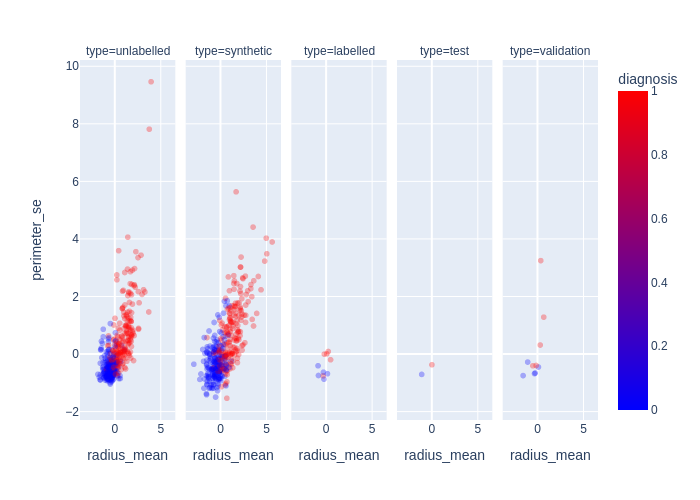 type=unlabelled type=synthetic type=labelled type=test type=validation
diagnosis
10
8
6
4
2
0
−2
perimeter_se
0 5 0 5 0 5 0 5 0 5
radius_mean radius_mean radius_mean radius_mean radius_mean
1
0.8
0.6
0.4
0.2
0